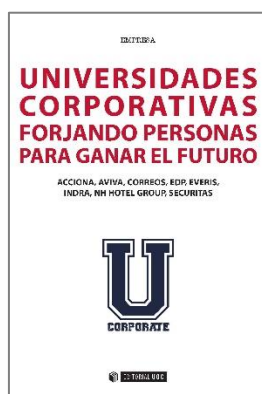 EMPRESA
UNIVERSIDADES
CORPORATIVAS
FORJANDO PERSONAS
PARA GANAR EL FUTURO
ACCIONA, AVIVA, CORREOS, EDP, EVERIS,
INDRA, NH HOTEL GROUP, SECURITAS
U
CORPORATE
EDITORIAL UOC